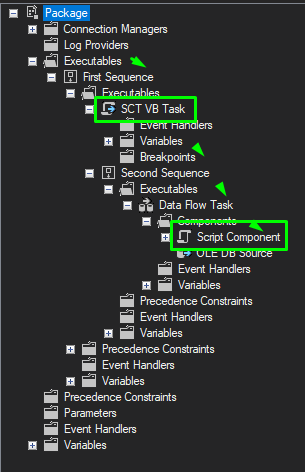 Package
Connection Managers
Log Providers
Executables
First Sequence
Executables
SCT VB Task
Event Handlers
Variables
Breakpoints
Second Sequence
Executables
Data Flow Task
Components
Script Component
OLE DB Source
Event Handlers
Variables
Precedence Constraints
Event Handlers
Variables
Precedence Constraints
Event Handlers
Variables
Precedence Constraints
Parameters
Event Handlers
Variables